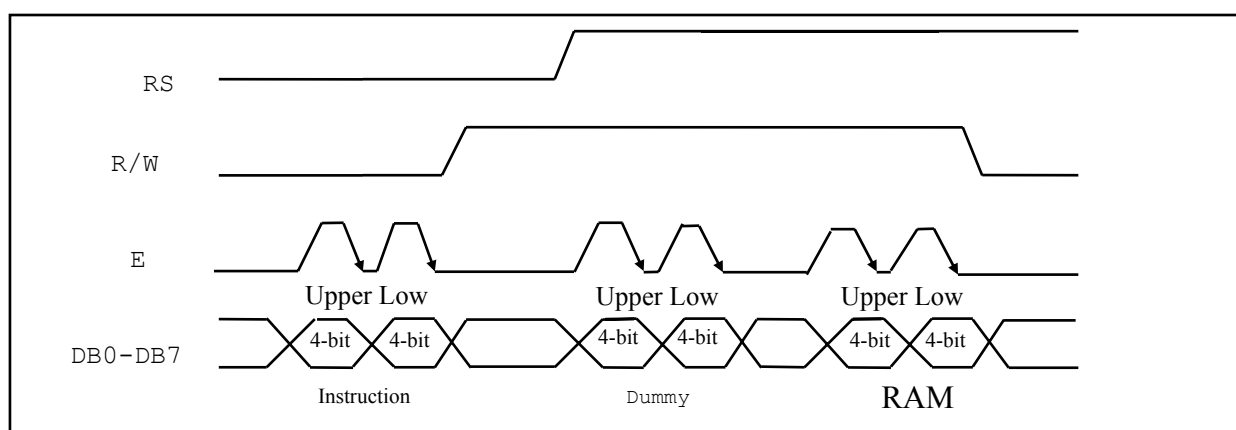 RS
R/W
E
Upper Low Upper Low Upper Low
DB0-DB7 4-bit 4-bit 4-bit 4-bit 4-bit 4-bit
Instruction Dummy RAM